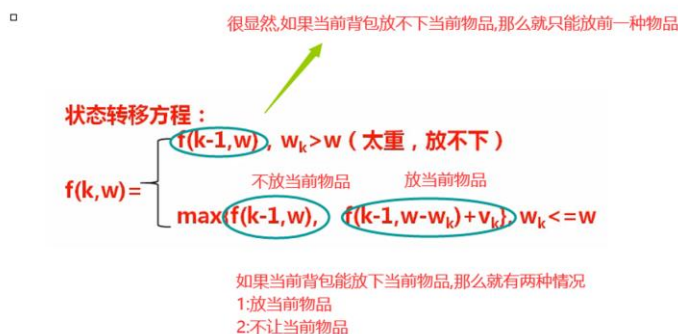 很显然,如果当前背包放不下当前物品,那么就只能放前一种物品
状态转移方程：
f(k-1,w)，wk>w（太重，放不下）
f(k,w)=
不放当前物品 放当前物品
max{f(k-1,w), f(k-1,w-wk)+vk}, wk<=w
如果当前背包能放下当前物品,那么就有两种情况
1:放当前物品
2:不让当前物品